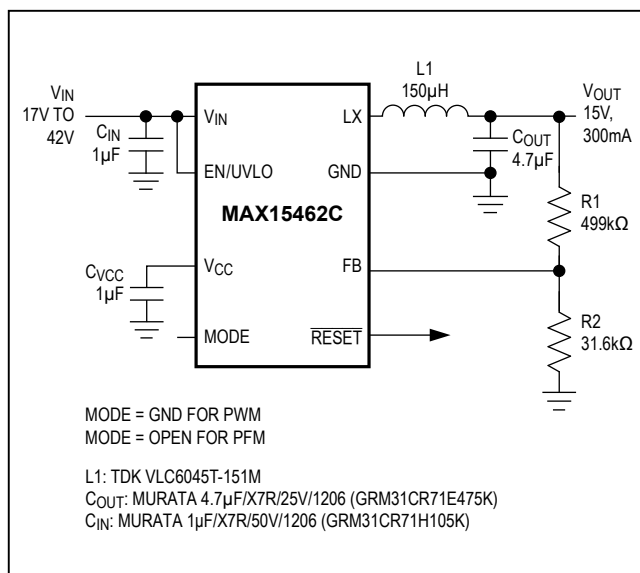 VIN
17V TO
42V
CIN
1µF
VIN
EN/UVLO
MAX15462C
CVCC
1µF
VCC
MODE
LX
GND
FB
RESET
L1
150µH
COUT
4.7µF
VOUT
15V,
300mA
R1
499kΩ
R2
31.6kΩ
MODE = GND FOR PWM
MODE = OPEN FOR PFM
L1: TDK VLC6045T-151M
COUT: MURATA 4.7µF/X7R/25V/1206 (GRM31CR71E475K)
CIN: MURATA 1µF/X7R/50V/1206 (GRM31CR71H105K)